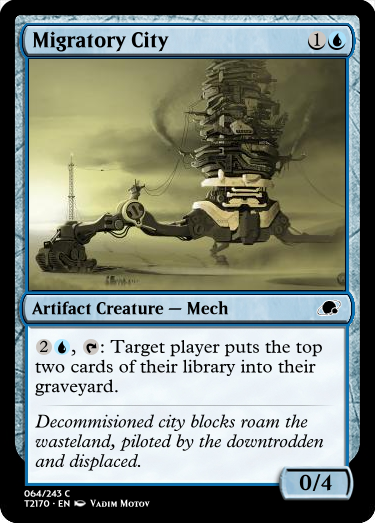 Migratory City 1
Artifact Creature — Mech
2, : Target player puts the top
two cards of their library into their
graveyard.
Decommisioned city blocks roam the
wasteland, piloted by the downtrodden
and displaced.
0/4
064/243 C
T2170 • EN Vadim Motov